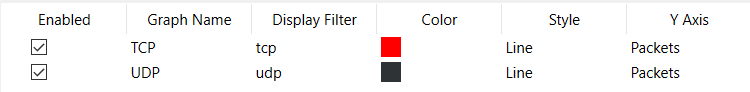 Enabled Graph Name Display Filter Color Style Y Axis
TCP tcp Line Packets
UDP udp Line Packets